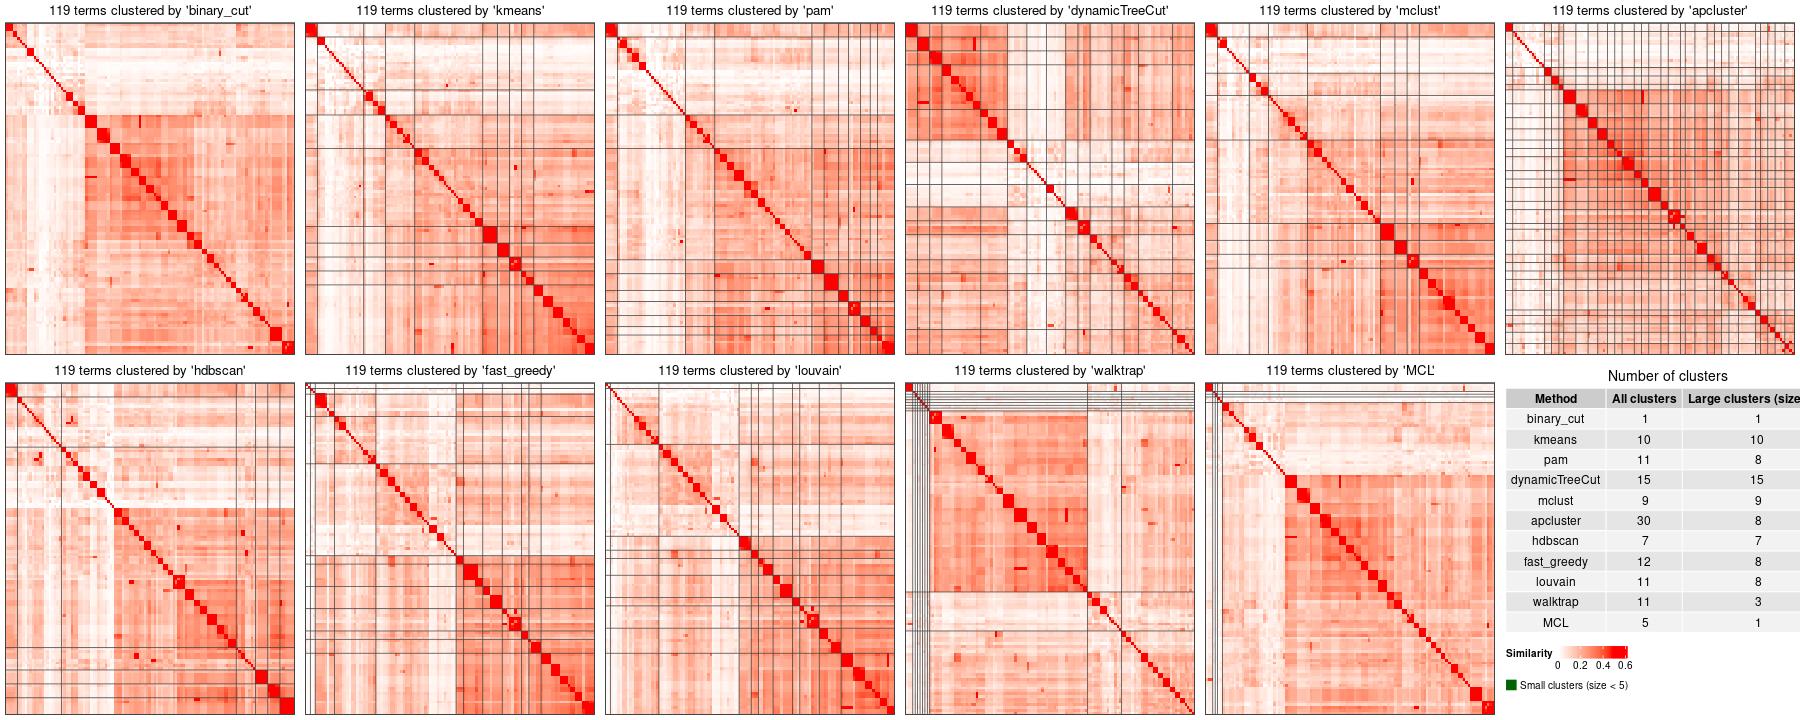 119 terms clustered by 'binary_cut'
119 terms clustered by 'kmeans'
119 terms clustered by 'pam'
119 terms clustered by 'dynamicTreeCut'
119 terms clustered by 'mclust'
119 terms clustered by 'apcluster'
119 terms clustered by 'hdbscan'
119 terms clustered by 'fast_greedy'
119 terms clustered by 'louvain'
119 terms clustered by 'walktrap'
119 terms clustered by 'MCL'
Number of clusters
Method All clusters Large clusters (size
binary_cut 1 1
kmeans 10 10
pam 11 8
dynamicTreeCut 15 15
mclust 9 9
apcluster 30 8
hdbscan 7 7
fast_greedy 12 8
louvain 11 8
walktrap 11 3
MCL 5 1
Similarity
0 0.2 0.4 0.6
Small clusters (size < 5)